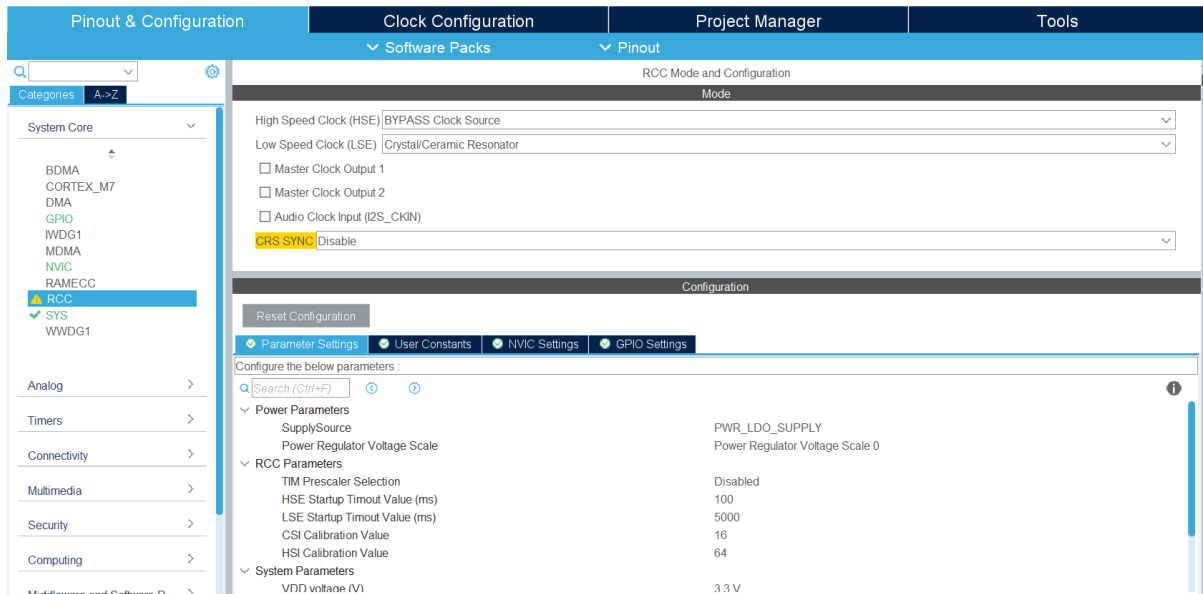 Pinout & Configuration
Clock Configuration
Project Manager
Tools
Software Packs
Pinout
Categories
A->Z
System Core
BDMA
CORTEX_M7
DMA
GPIO
IWDG1
MDMA
NVIC
RAMECC
RCC
SYS
WWDG1
Analog
Timers
Connectivity
Multimedia
Security
Computing
RCC Mode and Configuration
Mode
High Speed Clock (HSE) BYPASS Clock Source
Low Speed Clock (LSE) Crystal/Ceramic Resonator
Master Clock Output 1
Master Clock Output 2
Audio Clock Input (I2S_CKIN)
CRS SYNC Disable
Configuration
Reset Configuration
Parameter Settings
User Constants
NVIC Settings
GPIO Settings
Configure the below parameters :
Search (Ctrl+F)
Power Parameters
SupplySource PWR_LDO_SUPPLY
Power Regulator Voltage Scale Power Regulator Voltage Scale 0
RCC Parameters
TIM Prescaler Selection Disabled
HSE Startup Timout Value (ms) 100
LSE Startup Timout Value (ms) 5000
CSI Calibration Value 16
HSI Calibration Value 64
System Parameters
VDD voltage (V) 3.3 V